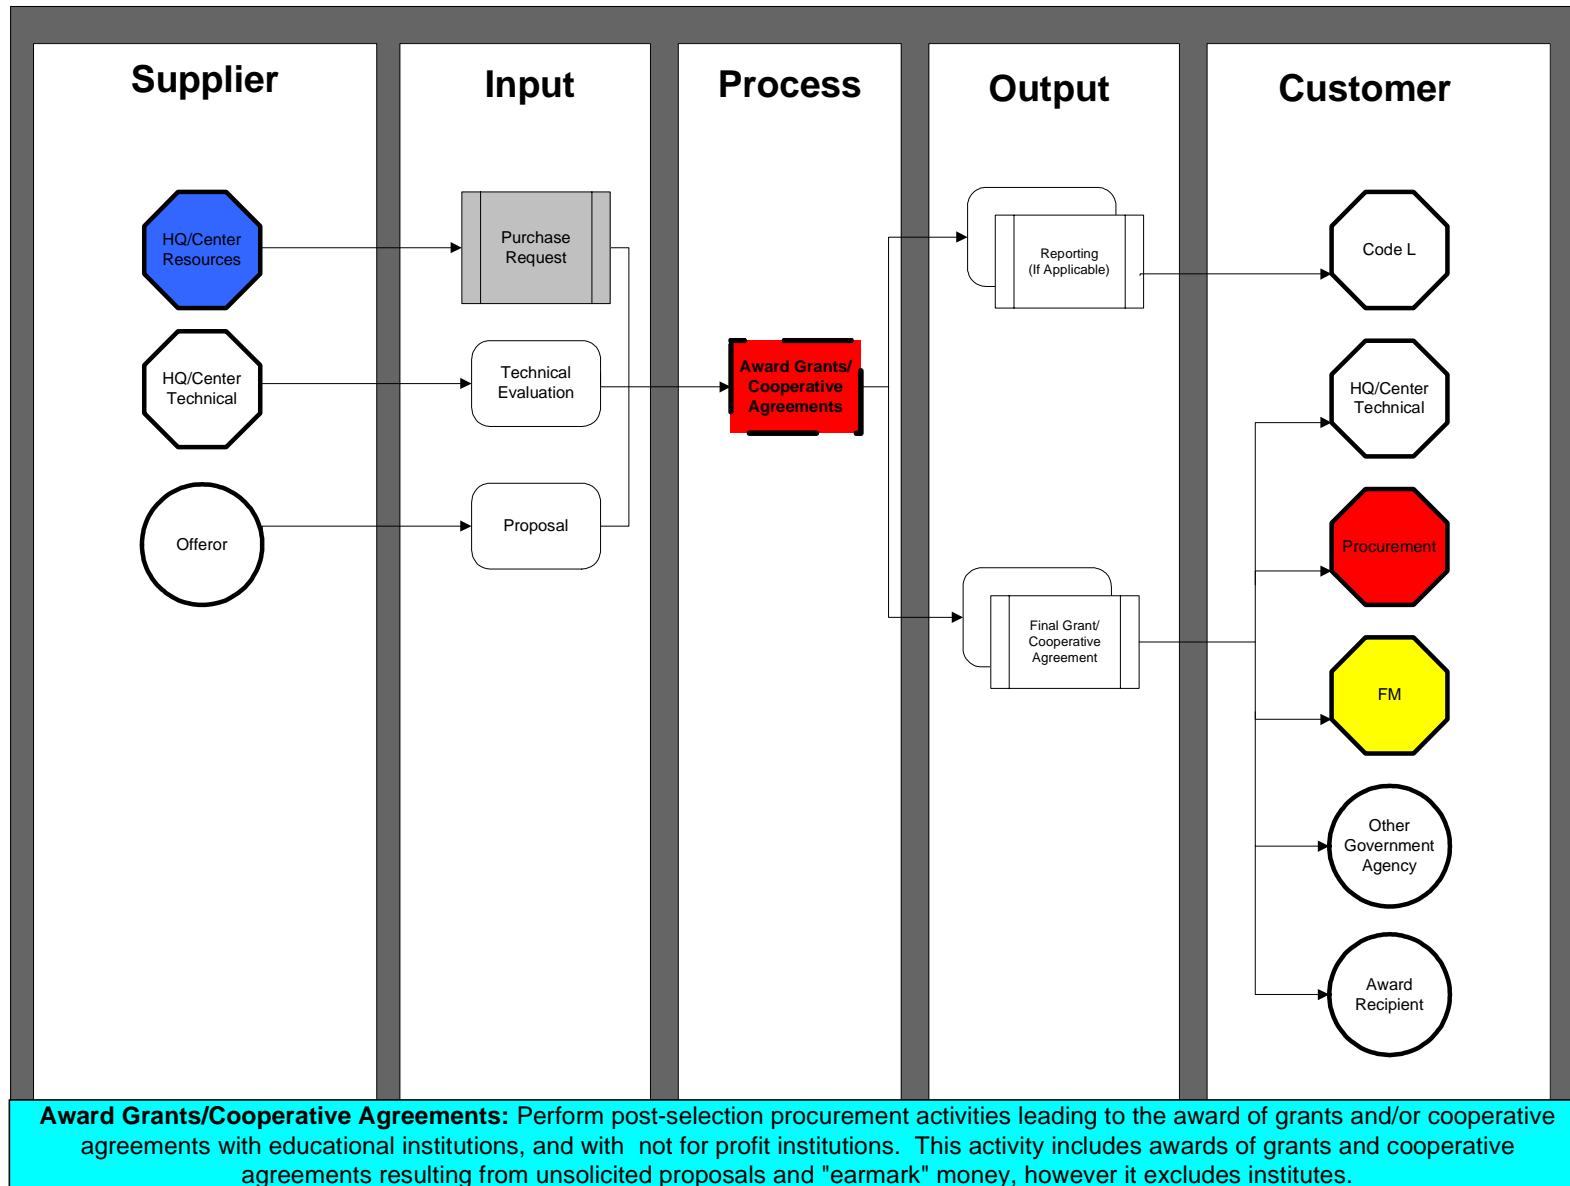 Supplier
Input
Process
Output
Customer
HQ/Center
Resources
HQ/Center
Technical
Offeror
Purchase
Request
Technical
Evaluation
Proposal
Award Grants/
Cooperative
Agreements
Reporting
(If Applicable)
Final Grant/
Cooperative
Agreement
Code L
HQ/Center
Technical
Procurement
FM
Other
Government
Agency
Award
Recipient
Award Grants/Cooperative Agreements: Perform post-selection procurement activities leading to the award of grants and/or cooperative
agreements with educational institutions, and with  not for profit institutions.  This activity includes awards of grants and cooperative
agreements resulting from unsolicited proposals and "earmark" money, however it excludes institutes.